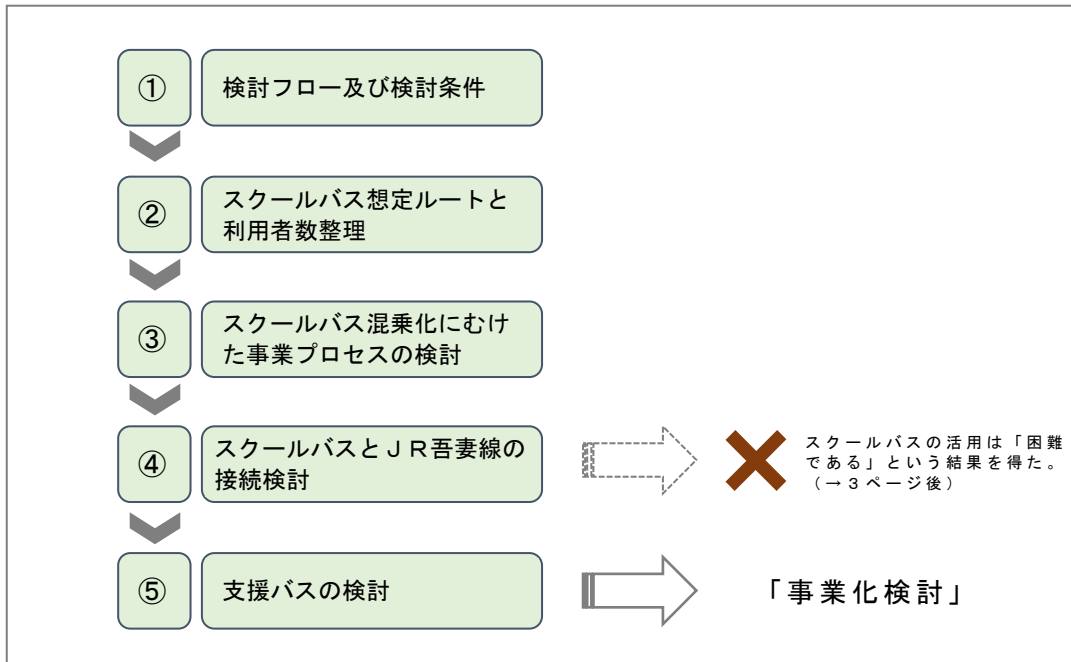 ①
検討フロー及び検討条件
②
スクールバス想定ルートと
利用者数整理
③
スクールバス混乗化にむけ
た事業プロセスの検討
④
スクールバスとＪＲ吾妻線の
接続検討
スクールバスの活用は「困難
である」という結果を得た。
（→３ページ後）
⑤
支援バスの検討
「事業化検討」